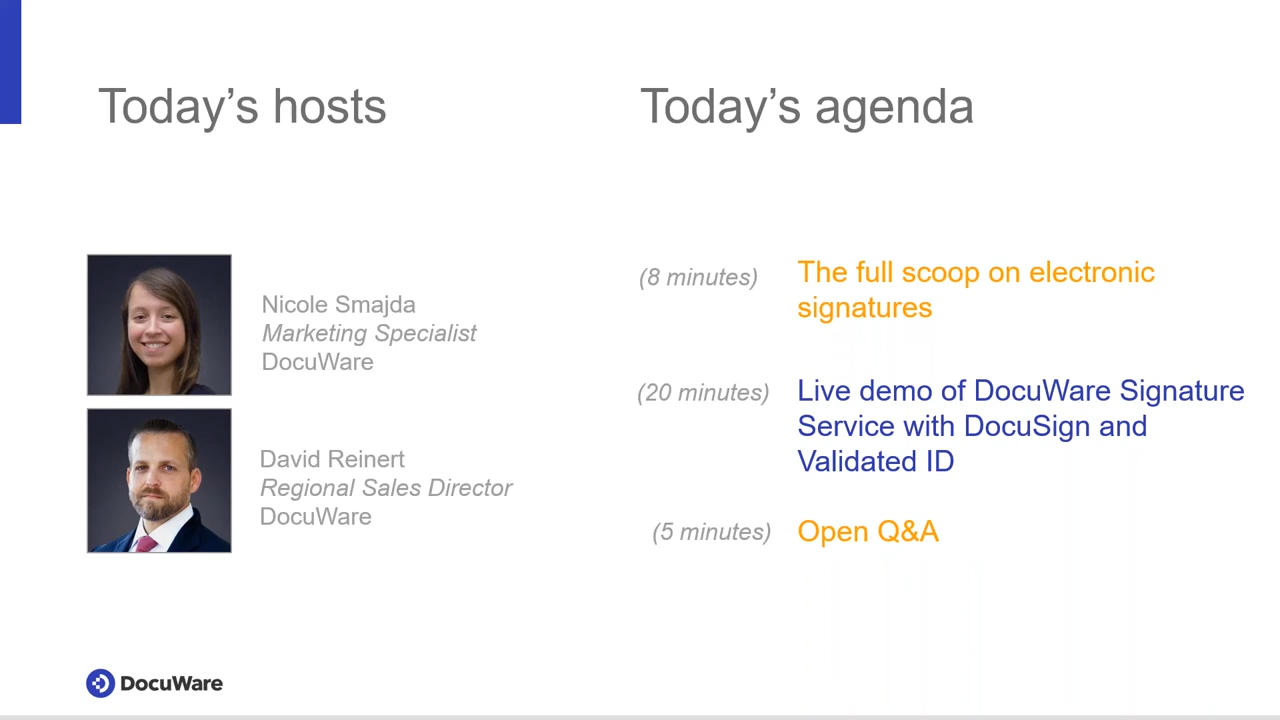 Today’s hosts
Nicole Smajda
Marketing Specialist
DocuWare
David Reinert
Regional Sales Director
DocuWare
Today’s agenda
(8 minutes)
The full scoop on electronic
signatures
(20 minutes)
Live demo of DocuWare Signature
Service with DocuSign and
Validated ID
(5 minutes)
Open Q&A
DocuWare